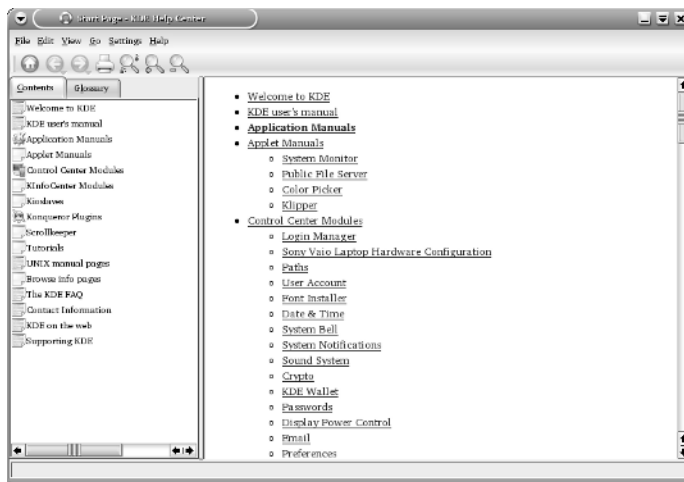 Start Page - KDE Help Center
File Edit View Go Settings Help
Contents Glossary
Welcome to KDE
KDE user's manual
Application Manuals
Applet Manuals
Control Center Modules
KInfoCenter Modules
Kioslaves
Konqueror Plugins
Scrollkeeper
Tutorials
UNIX manual pages
Browse info pages
The KDE FAQ
Contact Information
KDE on the web
Supporting KDE
Welcome to KDE
KDE user's manual
Application Manuals
Applet Manuals
System Monitor
Public File Server
Color Picker
Klipper
Control Center Modules
Login Manager
Sony Vaio Laptop Hardware Configuration
Paths
User Account
Font Installer
Date & Time
System Bell
System Notifications
Sound System
Crypto
KDE Wallet
Passwords
Display Power Control
Email
Preferences